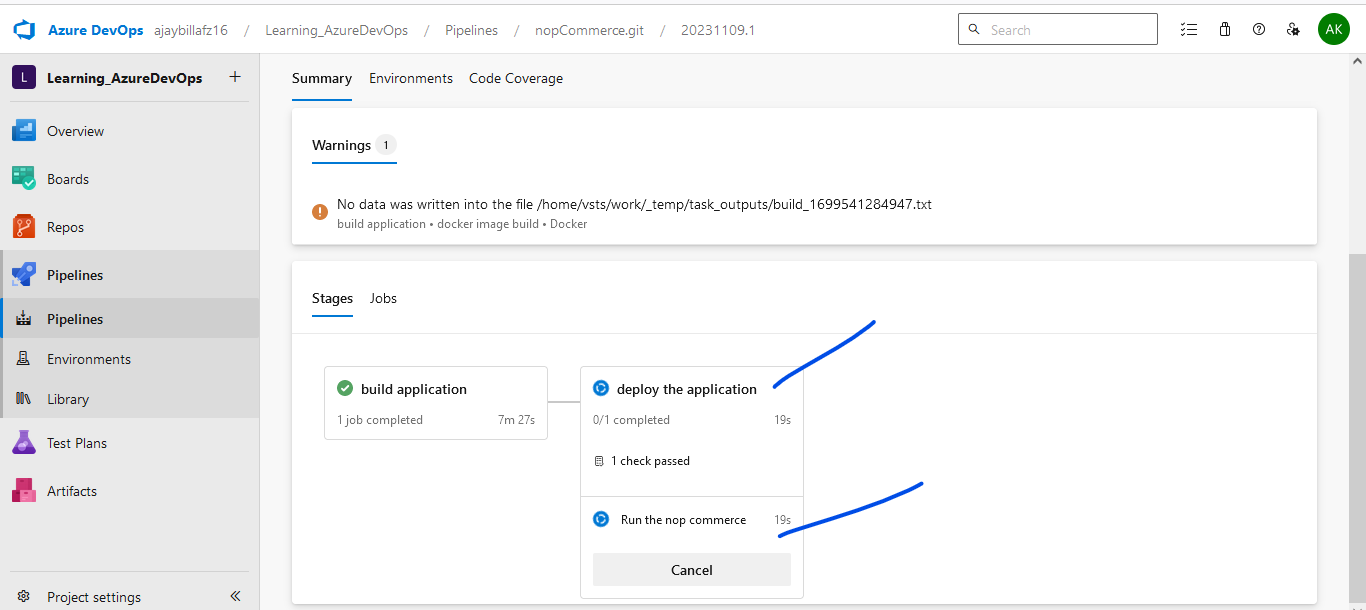 Azure DevOps ajaybillafz16 / Learning_AzureDevOps / Pipelines / nopCommerce.git / 20231109.1
Search
AK
L Learning_AzureDevOps +
Overview
Boards
Repos
Pipelines
Pipelines
Environments
Library
Test Plans
Artifacts
Project settings
Summary Environments Code Coverage
Warnings 1
No data was written into the file /home/vsts/work/_temp/task_outputs/build_1699541284947.txt
build application • docker image build • Docker
Stages Jobs
build application
1 job completed 7m 27s
deploy the application
0/1 completed 19s
1 check passed
Run the nop commerce 19s
Cancel